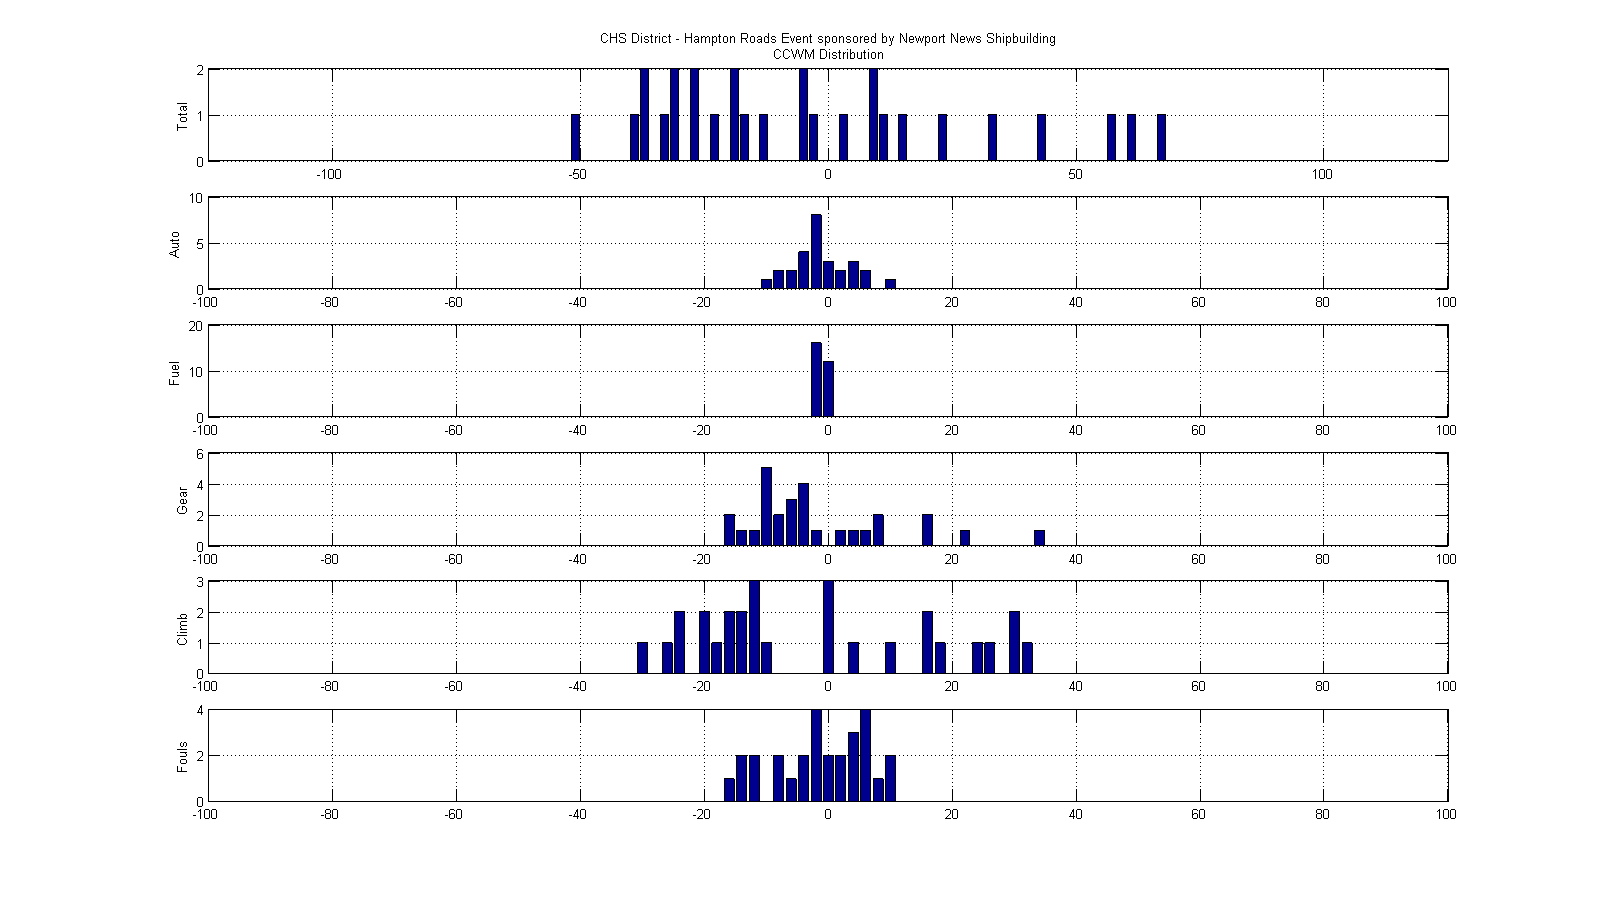 CHS District - Hampton Roads Event sponsored by Newport News Shipbuilding
CCWM Distribution
Total
2
1
0
-100 -50 0 50 100
Auto
10
5
0
-100 -80 -60 -40 -20 0 20 40 60 80 100
Fuel
20
10
0
-100 -80 -60 -40 -20 0 20 40 60 80 100
Gear
6
4
2
0
-100 -80 -60 -40 -20 0 20 40 60 80 100
Climb
3
2
1
0
-100 -80 -60 -40 -20 0 20 40 60 80 100
Fouls
4
2
0
-100 -80 -60 -40 -20 0 20 40 60 80 100